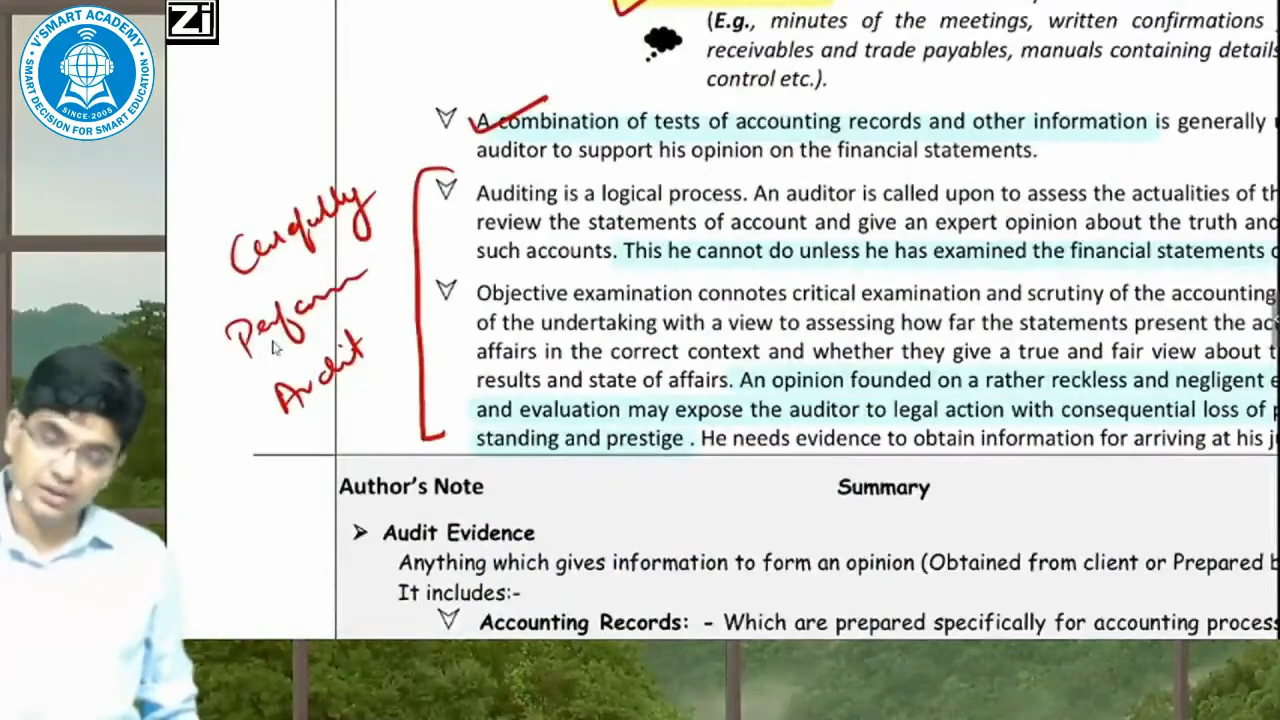 V'SMART ACADEMY
SMART DECISION FOR SMART EDUCATION
SINCE-2005
Zi
(E.g., minutes of the meetings, written confirmations
receivables and trade payables, manuals containing details
control etc.).
A combination of tests of accounting records and other information is generally
auditor to support his opinion on the financial statements.
Auditing is a logical process. An auditor is called upon to assess the actualities of th
review the statements of account and give an expert opinion about the truth and
such accounts. This he cannot do unless he has examined the financial statements
Objective examination connotes critical examination and scrutiny of the accounting
of the undertaking with a view to assessing how far the statements present the ac
affairs in the correct context and whether they give a true and fair view about t
results and state of affairs. An opinion founded on a rather reckless and negligent e
and evaluation may expose the auditor to legal action with consequential loss of p
standing and prestige . He needs evidence to obtain information for arriving at his j
Carefully
Perform
Audit
Author's Note
Summary
Audit Evidence
Anything which gives information to form an opinion (Obtained from client or Prepared b
It includes:-
Accounting Records: - Which are prepared specifically for accounting process